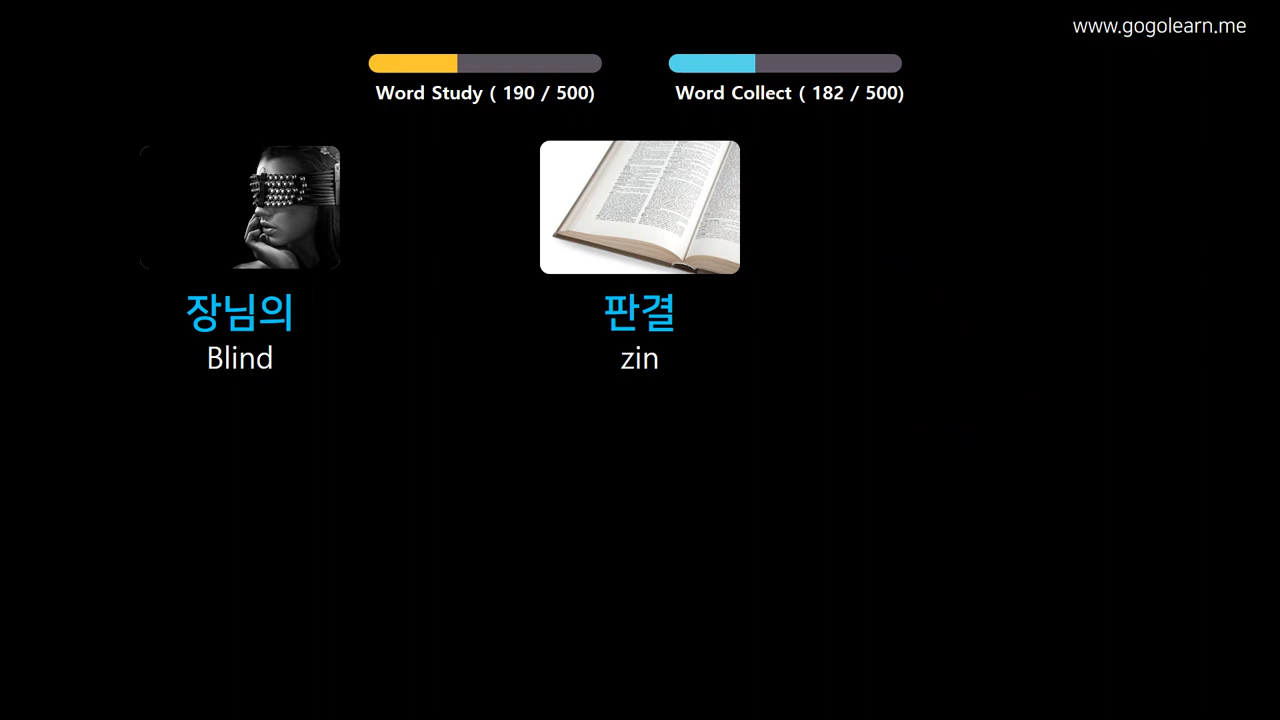 www.gogolearn.me
Word Study ( 190 / 500)
Word Collect ( 182 / 500)
장님의
Blind
판결
zin